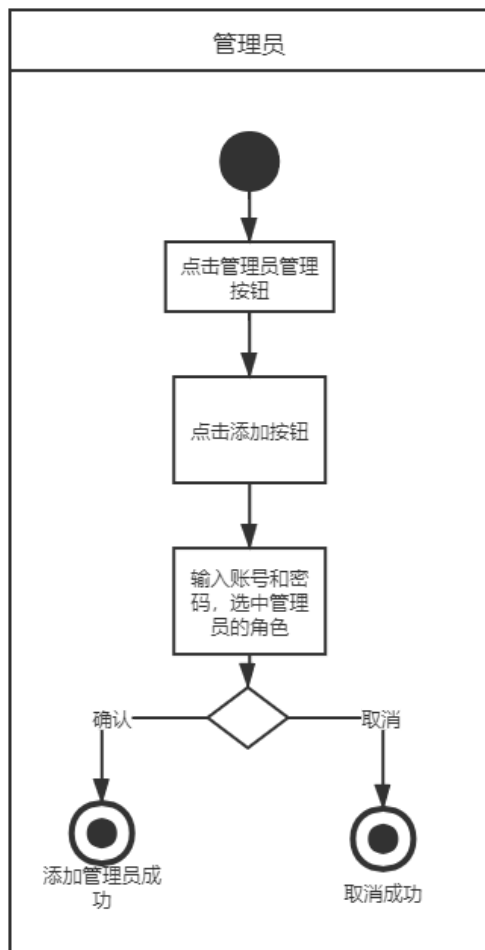 管理员
点击管理员管理
按钮
点击添加按钮
输入账号和密
码，选中管理
员的角色
确认
取消
添加管理员成
功
取消成功